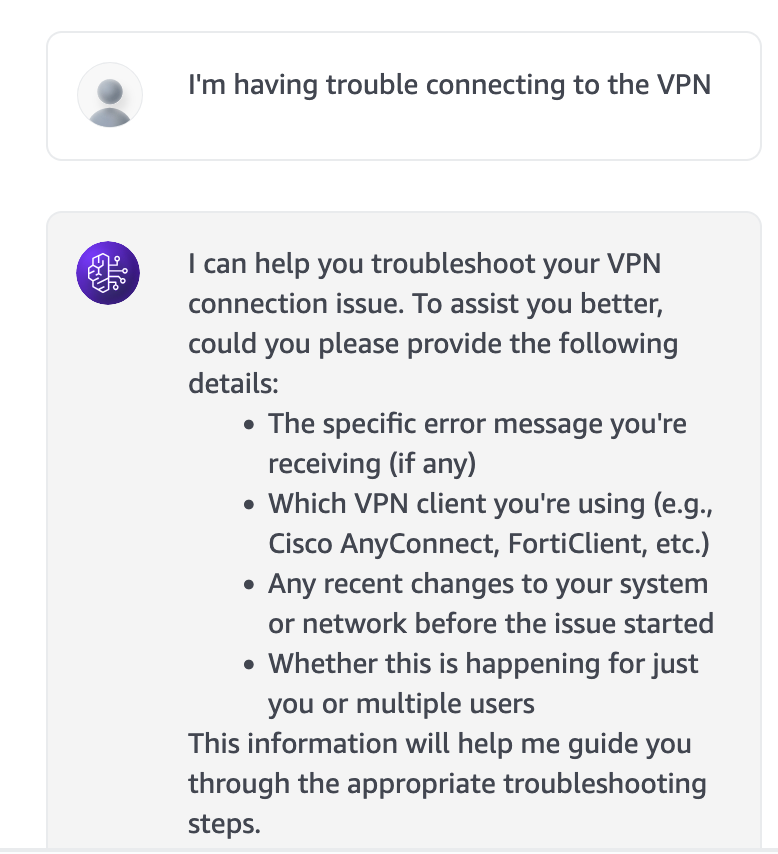 I'm having trouble connecting to the VPN
I can help you troubleshoot your VPN
connection issue. To assist you better,
could you please provide the following
details:
• The specific error message you're
receiving (if any)
• Which VPN client you're using (e.g.,
Cisco AnyConnect, FortiClient, etc.)
• Any recent changes to your system
or network before the issue started
• Whether this is happening for just
you or multiple users
This information will help me guide you
through the appropriate troubleshooting
steps.